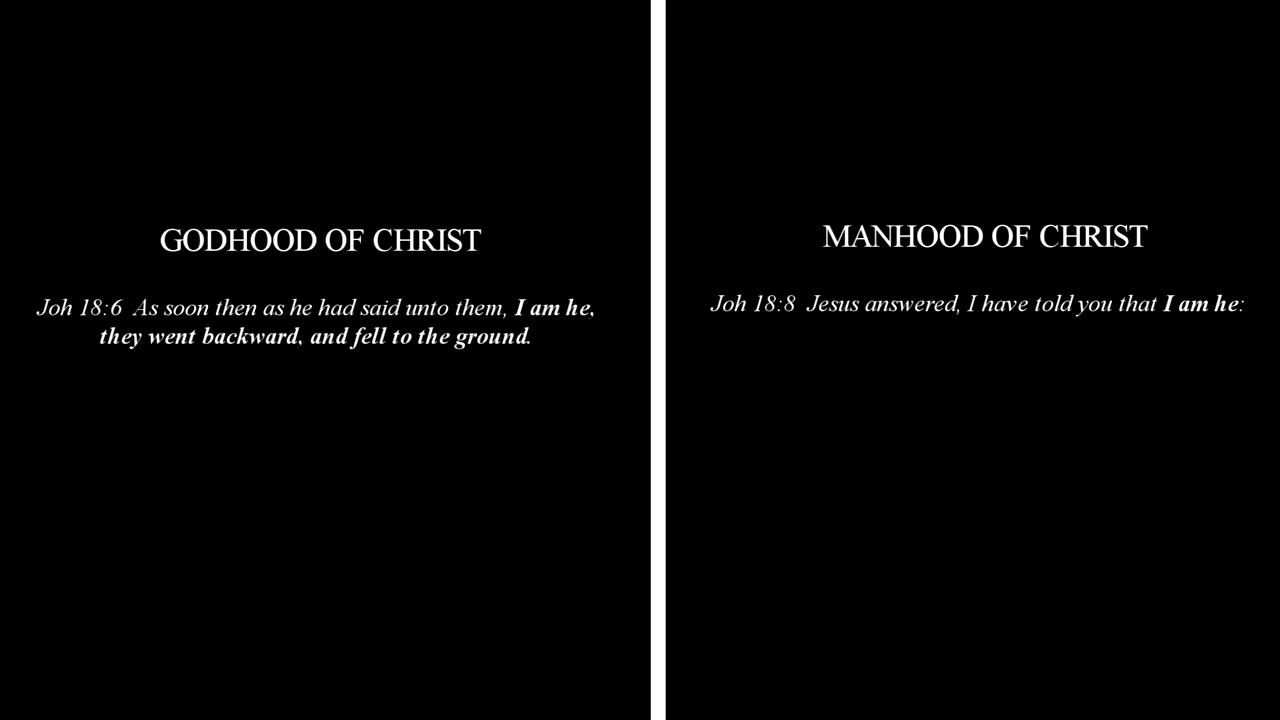 GODHOOD OF CHRIST
Joh 18:6 As soon then as he had said unto them, I am he,
they went backward, and fell to the ground.
MANHOOD OF CHRIST
Joh 18:8 Jesus answered, I have told you that I am he: